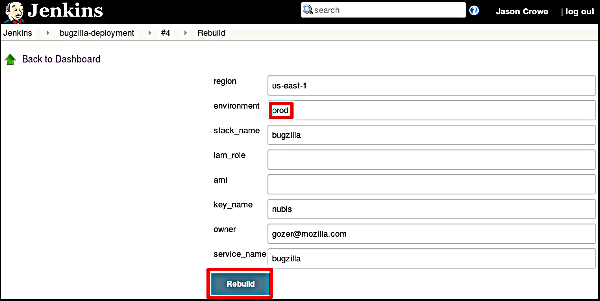 Jenkins
search
Jason Crowe | log out
Jenkins bugzilla-deployment #4 Rebuild
Back to Dashboard
region us-east-1
environment prod
stack_name bugzilla
iam_role
ami
key_name nubis
owner gozer@mozilla.com
service_name bugzilla
Rebuild